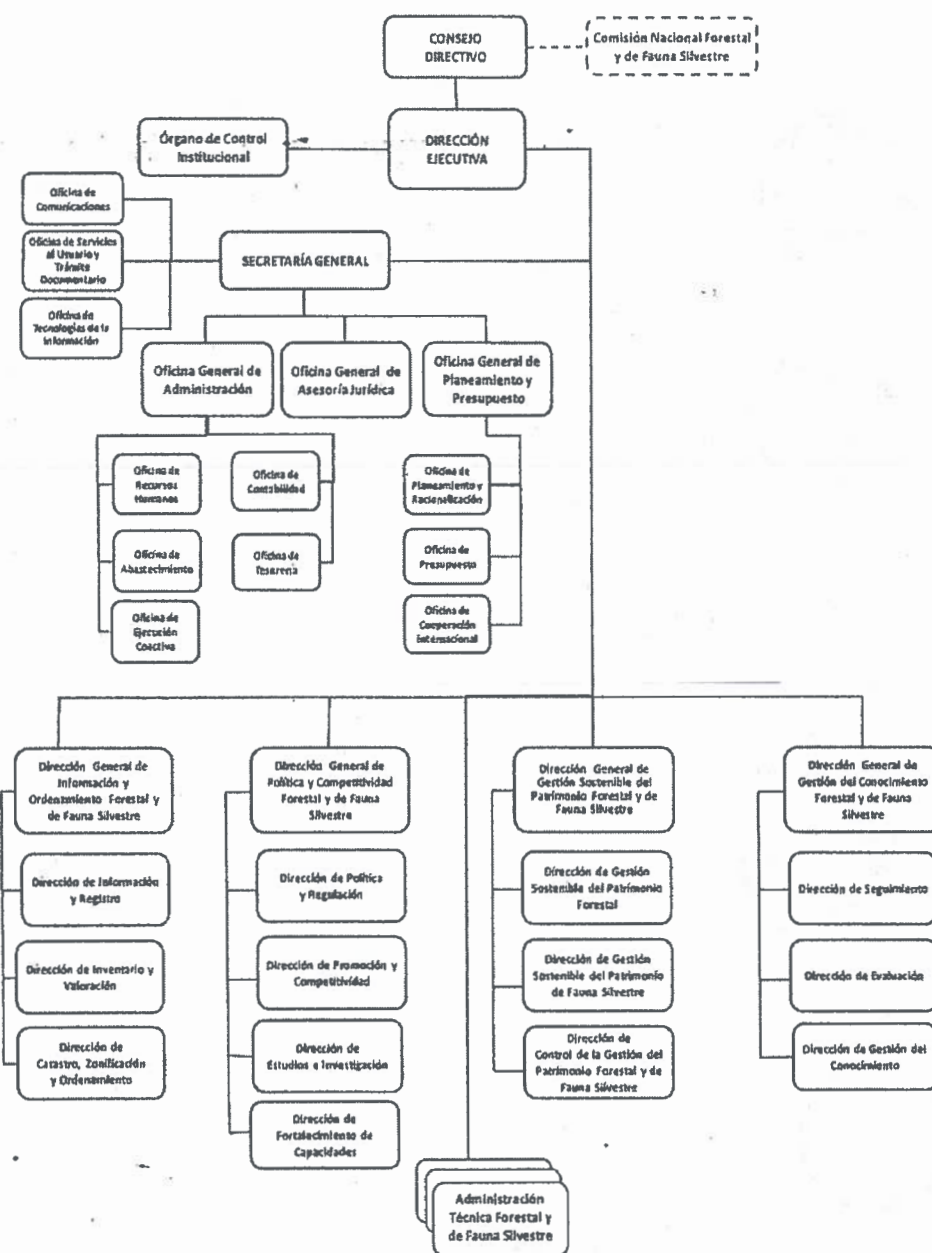 CONSEJO
DIRECTIVO
Comisión Nacional Forestal
y de Fauna Silvestre
Órgano de Control
Institucional
DIRECCIÓN
EJECUTIVA
Oficina de
Comunicaciones
Oficina de Servicios
al Usuario y
Trámite
Documentario
Oficina de
Tecnologías de la
Información
SECRETARÍA GENERAL
Oficina General de
Administración
Oficina General de
Asesoría Jurídica
Oficina General de
Planeamiento y
Presupuesto
Oficina de
Recursos
Humanos
Oficina de
Contabilidad
Oficina de
Planeamiento y
Racionalización
Oficina de
Abastecimiento
Oficina de
Tesorería
Oficina de
Presupuesto
Oficina de
Ejecución
Coactiva
Oficina de
Cooperación
Internacional
Dirección General de
Información y
Ordenamiento Forestal y
de Fauna Silvestre
Dirección General de
Política y Competitividad
Forestal y de Fauna
Silvestre
Dirección General de
Gestión Sostenible del
Patrimonio Forestal y de
Fauna Silvestre
Dirección General de
Gestión del Conocimiento
Forestal y de Fauna
Silvestre
Dirección de Información
y Registro
Dirección de Política
y Regulación
Dirección de Gestión
Sostenible del Patrimonio
Forestal
Dirección de Seguimiento
Dirección de Inventario y
Valoración
Dirección de Promoción y
Competitividad
Dirección de Gestión
Sostenible del Patrimonio
de Fauna Silvestre
Dirección de Evaluación
Dirección de
Catastro, Zonificación
y Ordenamiento
Dirección de
Estudios e Investigación
Dirección de
Control de la Gestión del
Patrimonio Forestal y de
Fauna Silvestre
Dirección de Gestión del
Conocimiento
Dirección de
Fortalecimiento de
Capacidades
Administración
Técnica Forestal y
de Fauna Silvestre